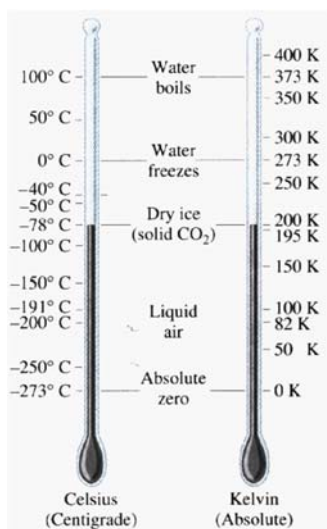 100° C
50° C
0° C
–40° C
–50° C
–78° C
–100° C
–150° C
–191° C
–200° C
–250° C
–273° C
Water
boils
Water
freezes
Dry ice
(solid CO₂)
Liquid
air
Absolute
zero
400 K
373 K
350 K
300 K
273 K
250 K
200 K
195 K
150 K
100 K
82 K
50 K
0 K
Celsius
(Centigrade)
Kelvin
(Absolute)